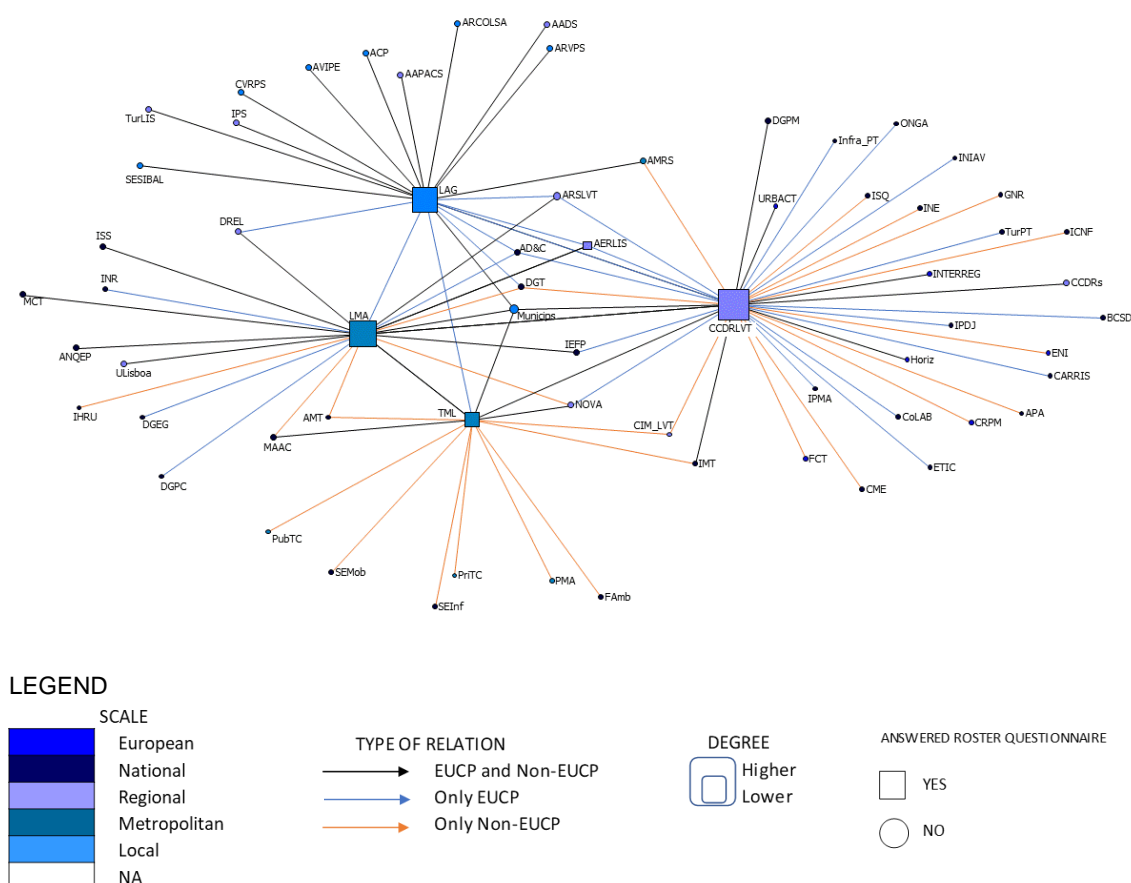 ARCOLSA
AADS
ACP
ARVPS
AVIPE
AAPACS
CVRPS
TurLIS
IPS
DGPM
ONGA
Infra_PT
SESIBAL
AMRS
INIAV
LAG
ARSLVT
URBACT
ISQ
GNR
INE
DREL
TurPT
ICNF
ISS
AD&C
AERLIS
INR
DGT
INTERREG
CCDRs
MCT
LMA
Municips
CCDRLVT
BCSD
IPDJ
ANQEP
IEFP
Horiz
ENI
ULisboa
CARRIS
IHRU
DGEG
AMT
TML
NOVA
IPMA
CoLAB
APA
CRPM
MAAC
CIM_LVT
IMT
FCT
ETIC
DGPC
CME
PubTC
SEMob
PriTC
PMA
SEInf
FAmb
LEGEND
SCALE
European
National
Regional
Metropolitan
Local
NA
TYPE OF RELATION
EUCP and Non-EUCP
Only EUCP
Only Non-EUCP
DEGREE
Higher
Lower
ANSWERED ROSTER QUESTIONNAIRE
YES
NO